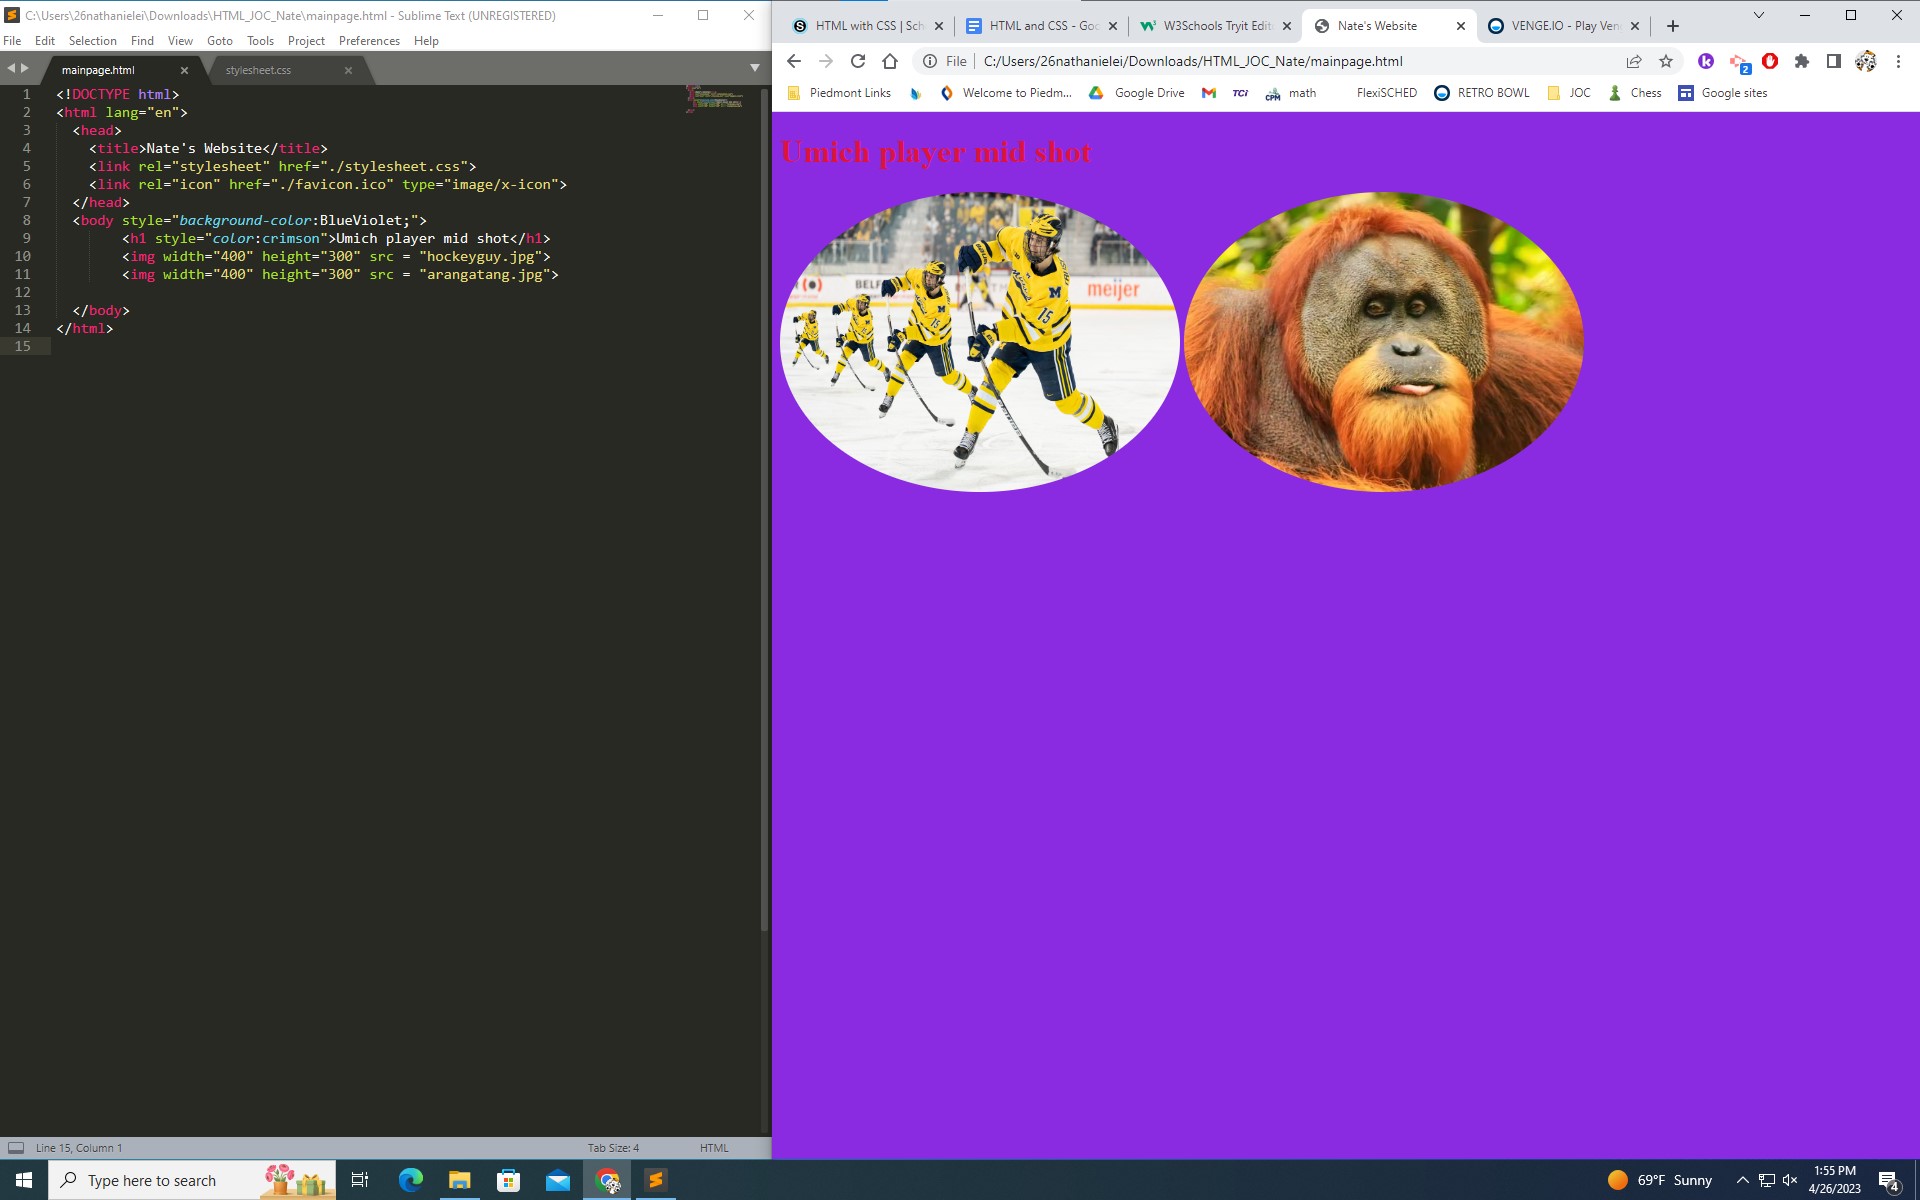 C:\Users\26nathanielei\Downloads\HTML_JOC_Nate\mainpage.html - Sublime Text (UNREGISTERED)
File Edit Selection Find View Goto Tools Project Preferences Help
mainpage.html stylesheet.css
1 <!DOCTYPE html>
2 <html lang="en">
3 <head>
4 <title>Nate's Website</title>
5 <link rel="stylesheet" href="./stylesheet.css">
6 <link rel="icon" href="./favicon.ico" type="image/x-icon">
7 </head>
8 <body style="background-color:BlueViolet;">
9 <h1 style="color:crimson">Umich player mid shot</h1>
10 <img width="400" height="300" src = "hockeyguy.jpg">
11 <img width="400" height="300" src = "arangatang.jpg">
12
13 </body>
14 </html>
15
Line 15, Column 1 Tab Size: 4 HTML
HTML with CSS | Sch HTML and CSS - Goo W3Schools Tryit Edit Nate's Website VENGE.IO - Play Ven
File C:/Users/26nathanielei/Downloads/HTML_JOC_Nate/mainpage.html
k 2
Piedmont Links Welcome to Piedm... Google Drive TCi CPM math FlexiSCHED RETRO BOWL JOC Chess Google sites
Umich player mid shot
meijer
BELF
M
15
M
15
Type here to search
69°F Sunny
1:55 PM
4/26/2023
4